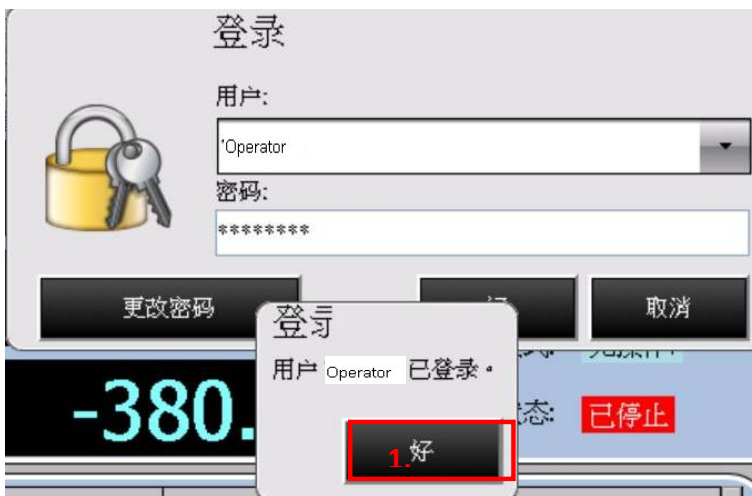 登录
用户:
'Operator
密码:
********
更改密码
取消
登录
用户 Operator 已登录。
-380.
态:
已停止
1.
好